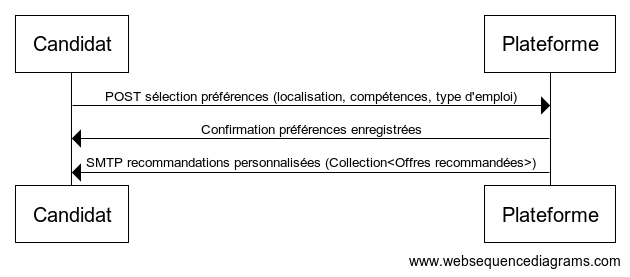 Candidat
Plateforme
POST sélection préférences (localisation, compétences, type d'emploi)
Confirmation préférences enregistrées
SMTP recommandations personnalisées (Collection<Offres recommandées>)
Candidat
Plateforme
www.websequencediagrams.com